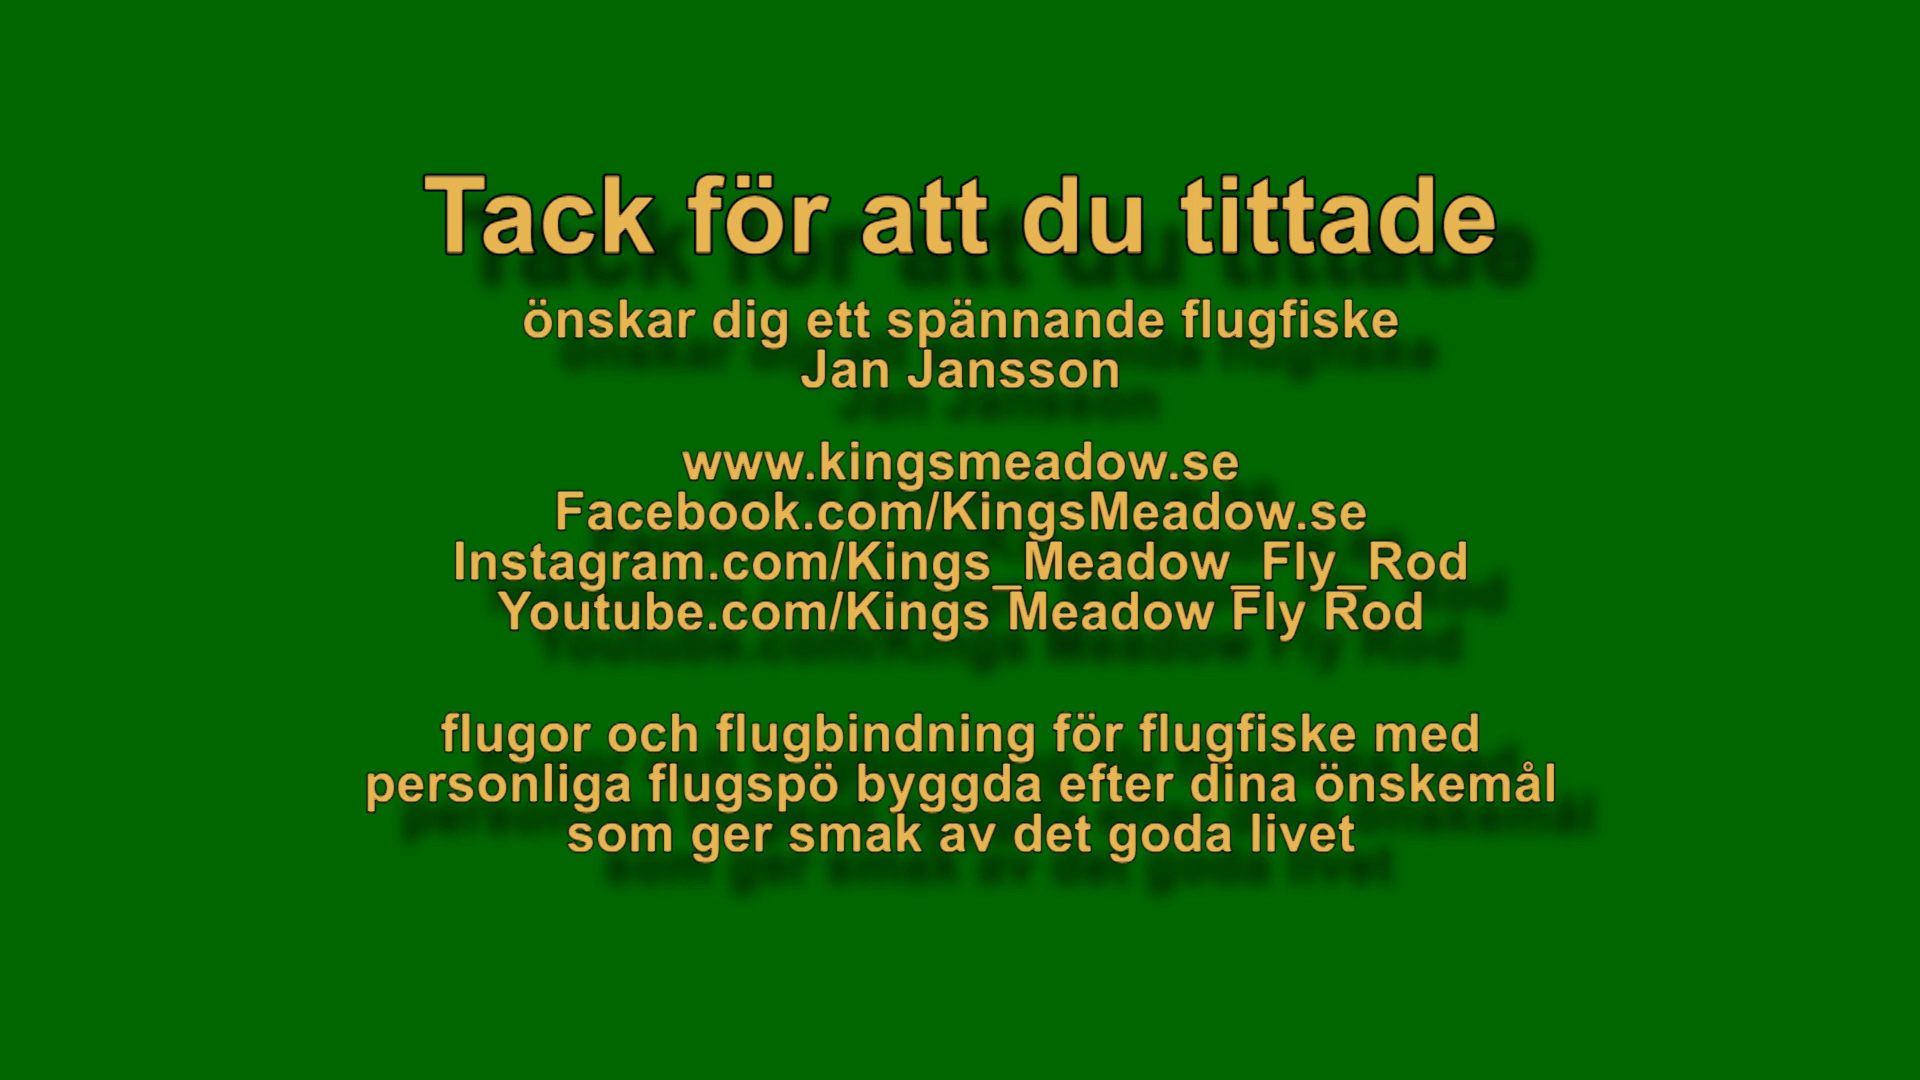 Tack för att du tittade
önskar dig ett spännande flugfiske
Jan Jansson
www.kingsmeadow.se
Facebook.com/KingsMeadow.se
Instagram.com/Kings_Meadow_Fly_Rod
Youtube.com/Kings Meadow Fly Rod
flugor och flugbindning för flugfiske med
personliga flugspö byggda efter dina önskemål
som ger smak av det goda livet